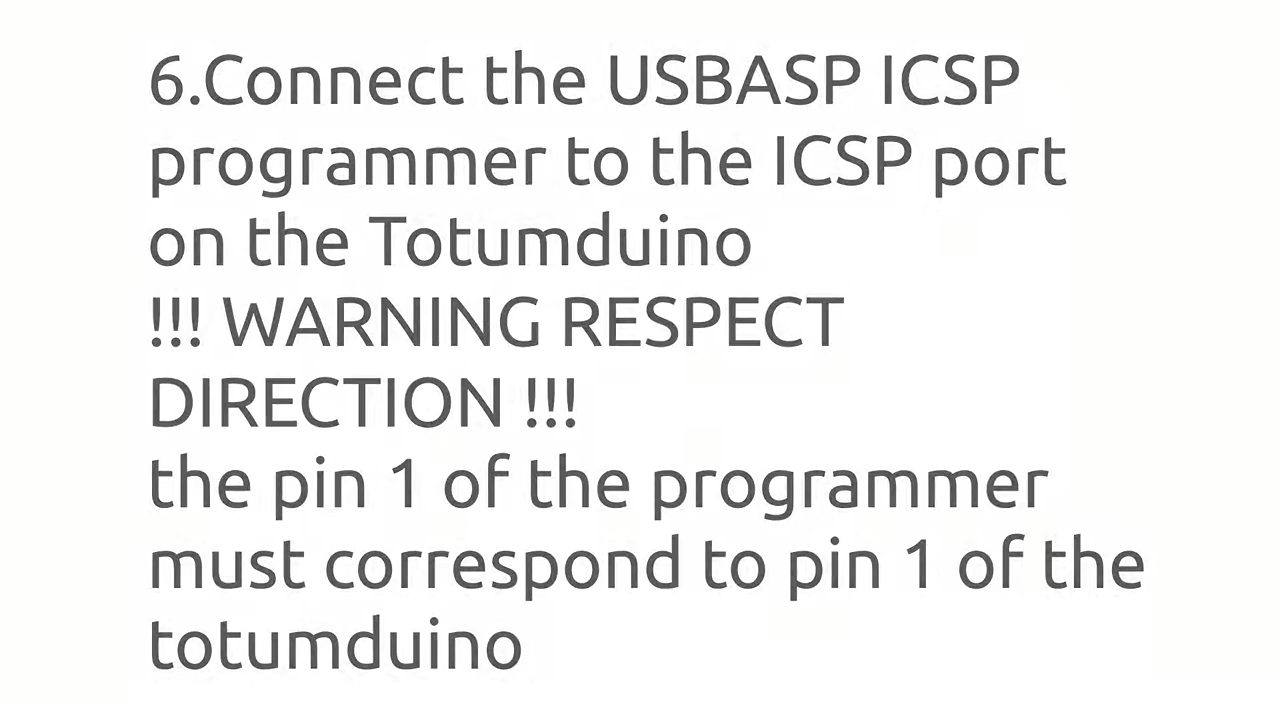 6.Connect the USBASP ICSP
programmer to the ICSP port
on the Totumduino
!!! WARNING RESPECT
DIRECTION !!!
the pin 1 of the programmer
must correspond to pin 1 of the
totumduino